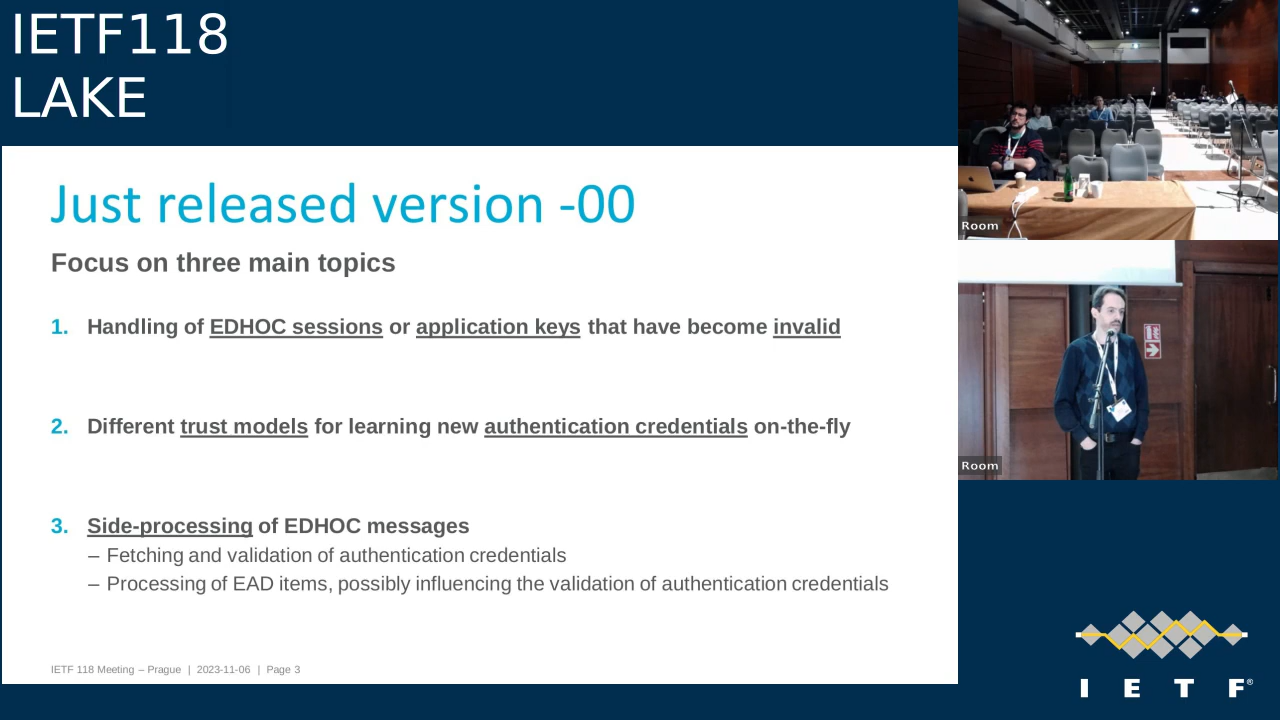 IETF118
LAKE
Just released version -00
Focus on three main topics
1. Handling of EDHOC sessions or application keys that have become invalid
2. Different trust models for learning new authentication credentials on-the-fly
3. Side-processing of EDHOC messages
– Fetching and validation of authentication credentials
– Processing of EAD items, possibly influencing the validation of authentication credentials
IETF 118 Meeting – Prague | 2023-11-06 | Page 3
Room
Room
I E T F®